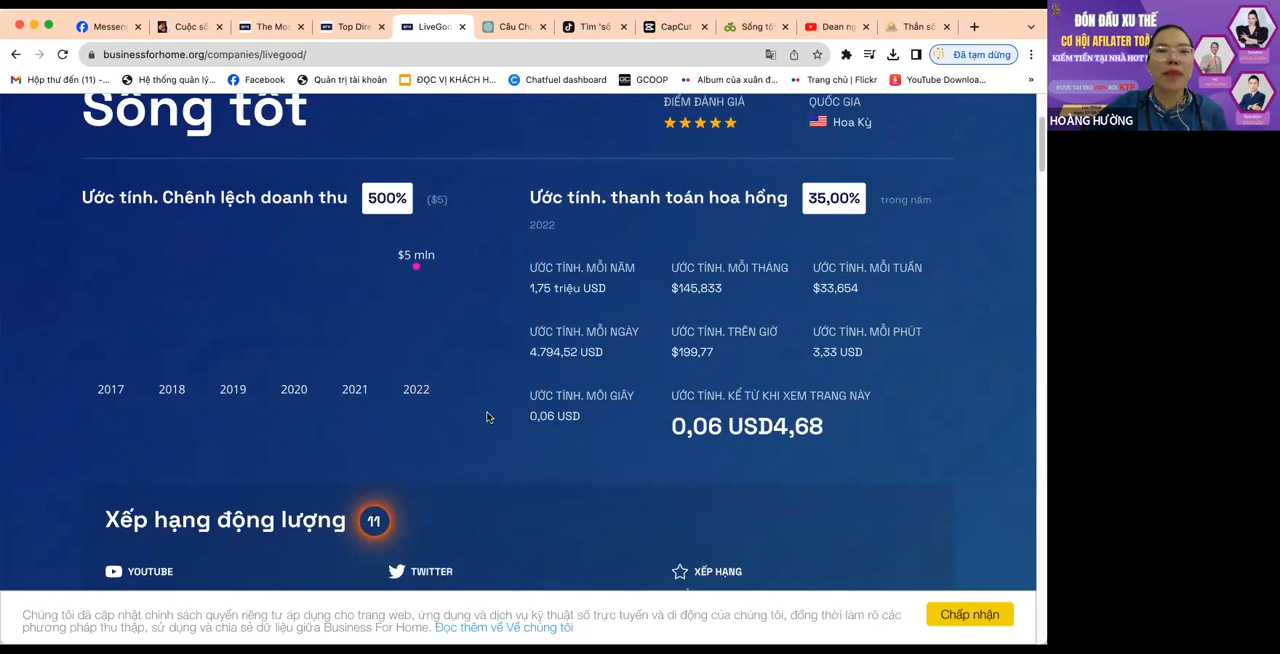 Messen
Cuộc số
The Mo
Top Dire
LiveGoo
Câu Ch
Tìm 'số
CapCut
Sống tố
Dean n
Thần số
businessforhome.org/companies/livegood/
Đã tạm dừng
Hộp thư đến (11) -...
Hệ thống quản lý...
Facebook
Quản trị tài khoản
ĐỌC VỊ KHÁCH H...
Chatfuel dashboard
GCOOP
Album của xuân đ...
Trang chủ | Flickr
YouTube Downloa...
»
ĐÓN ĐẦU XU THẾ
CƠ HỘI AFILATER TOÀ
KIẾM TIỀN TẠI NHÀ HOT
HOÀNG HƯỜNG
Sống tốt
ĐIỂM ĐÁNH GIÁ
QUỐC GIA
Hoa Kỳ
Ước tính. Chênh lệch doanh thu 500% ($5)
$5 mln
2017 2018 2019 2020 2021 2022
Ước tính. thanh toán hoa hồng 35,00% trong năm
2022
ƯỚC TÍNH. MỖI NĂM
1,75 triệu USD
ƯỚC TÍNH. MỖI THÁNG
$145,833
ƯỚC TÍNH. MỖI TUẦN
$33,654
ƯỚC TÍNH. MỖI NGÀY
4.794,52 USD
ƯỚC TÍNH. TRÊN GIỜ
$199,77
ƯỚC TÍNH. MỖI PHÚT
3,33 USD
ƯỚC TÍNH. MỖI GIÂY
0,06 USD
ƯỚC TÍNH. KỂ TỪ KHI XEM TRANG NÀY
0,06 USD4,68
Xếp hạng động lượng 11
YOUTUBE
TWITTER
XẾP HẠNG
Chúng tôi đã cập nhật chính sách quyền riêng tư áp dụng cho trang web, ứng dụng và dịch vụ kỹ thuật số trực tuyến và di động của chúng tôi, đồng thời làm rõ các
phương pháp thu thập, sử dụng và chia sẻ dữ liệu giữa Business For Home. Đọc thêm về Về chúng tôi
Chấp nhận